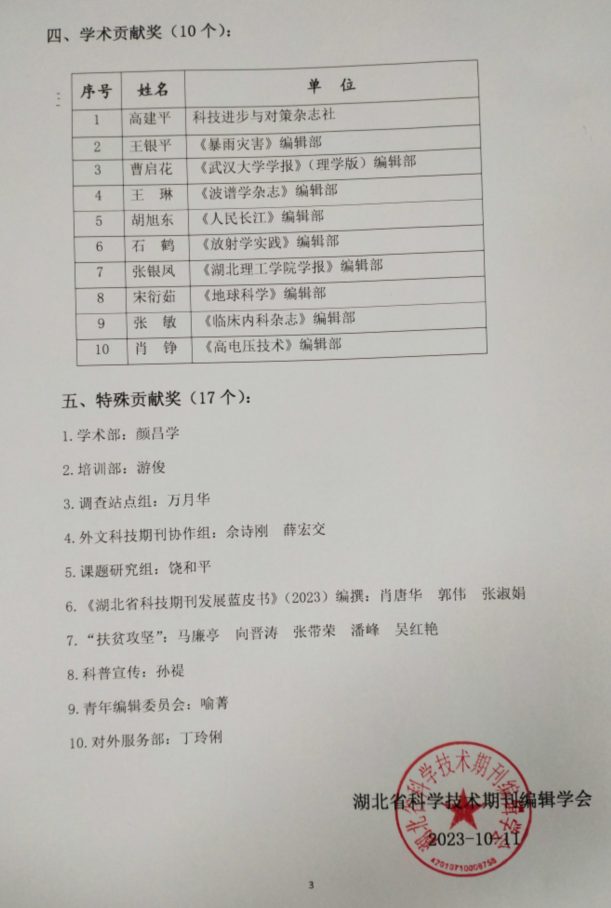 四、学术贡献奖（10个）：
序号 姓名 单 位
1 高建平 科技进步与对策杂志社
2 王银平 《暴雨灾害》编辑部
3 曹启花 《武汉大学学报》（理学版）编辑部
4 王 琳 《波谱学杂志》编辑部
5 胡旭东 《人民长江》编辑部
6 石 鹤 《放射学实践》编辑部
7 张银凤 《湖北理工学院学报》编辑部
8 宋衍茹 《地球科学》编辑部
9 张 敏 《临床内科杂志》编辑部
10 肖 铮 《高电压技术》编辑部
五、特殊贡献奖（17个）：
1.学术部：颜昌学
2.培训部：游俊
3.调查站点组：万月华
4.外文科技期刊协作组：佘诗刚 薛宏交
5.课题研究组：饶和平
6.《湖北省科技期刊发展蓝皮书》（2023）编撰：肖唐华 郭伟 张淑娟
7.“扶贫攻坚”：马廉亭 向晋涛 张带荣 潘峰 吴红艳
8.科普宣传：孙禔
9.青年编辑委员会：喻菁
10.对外服务部：丁玲俐
湖北省科学技术期刊编辑学会
湖北省科学技术期刊编辑学会
2023-10-11
3